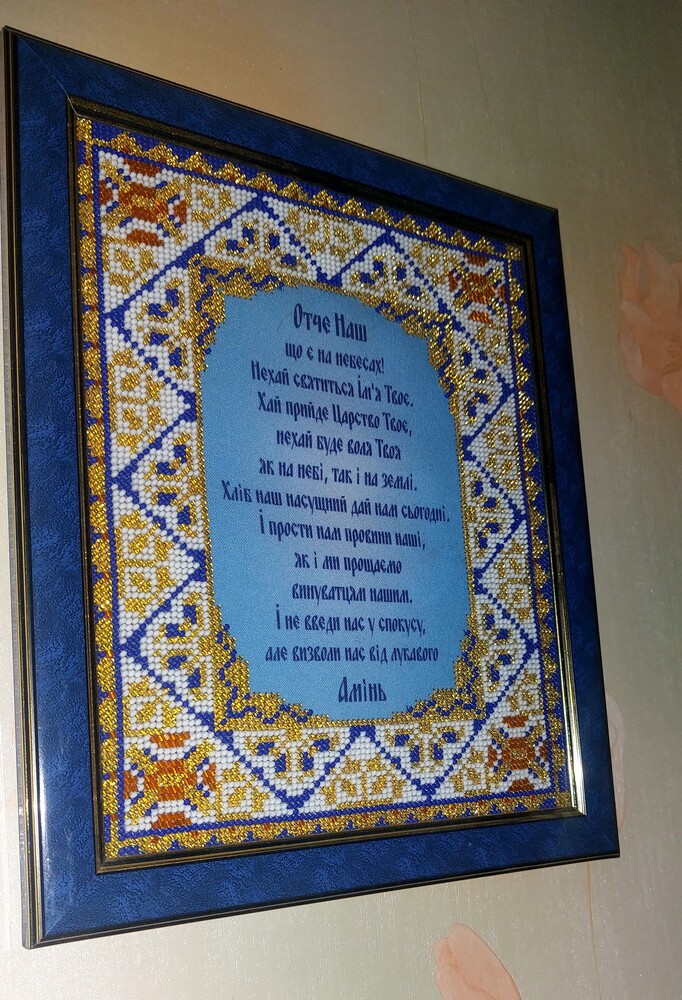 Отче Наш
що є на небесах!
Нехай святиться Ім'я Твоє.
Хай прийде Царство Твоє,
нехай буде воля Твоя
як на небі, так і на землі.
Хліб наш насущний дай нам сьогодні.
І прости нам провини наші,
як і ми прощаємо
винуватцям нашим.
І не введи нас у спокусу,
але визволи нас від лукавого
Амінь